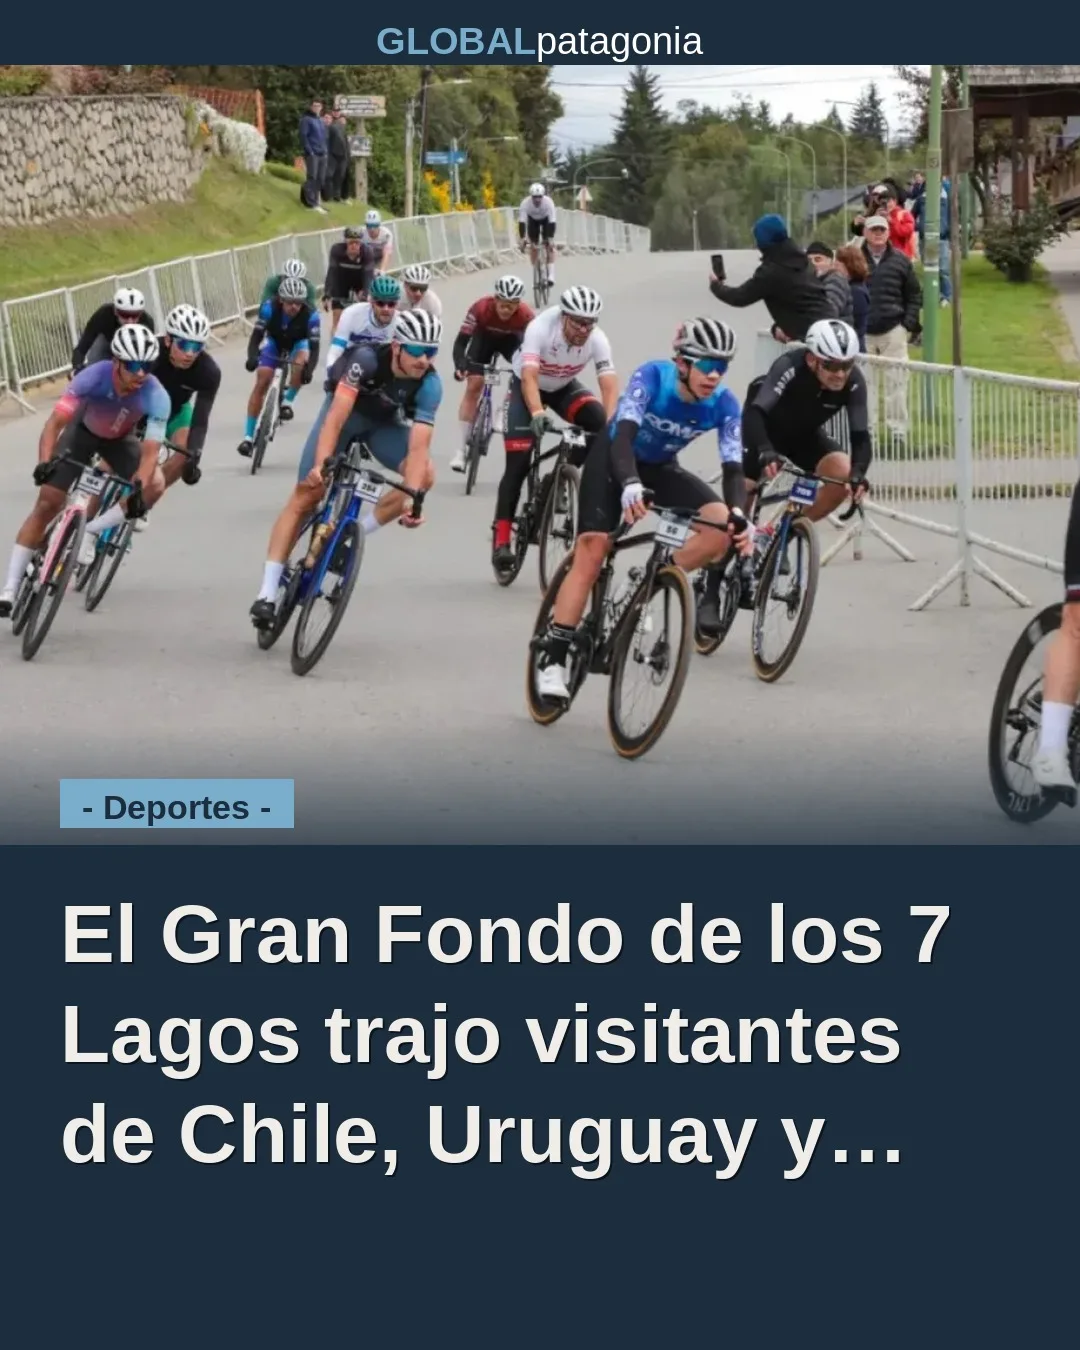 GLOBALpatagonia
- Deportes -
El Gran Fondo de los 7
Lagos trajo visitantes
de Chile, Uruguay y...